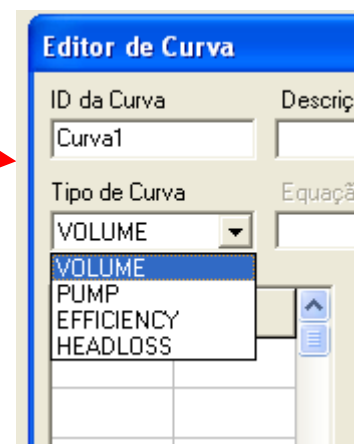 Editor de Curva
ID da Curva Descriç
Curva1
Tipo de Curva Equaçã
VOLUME
VOLUME
PUMP
EFFICIENCY
HEADLOSS